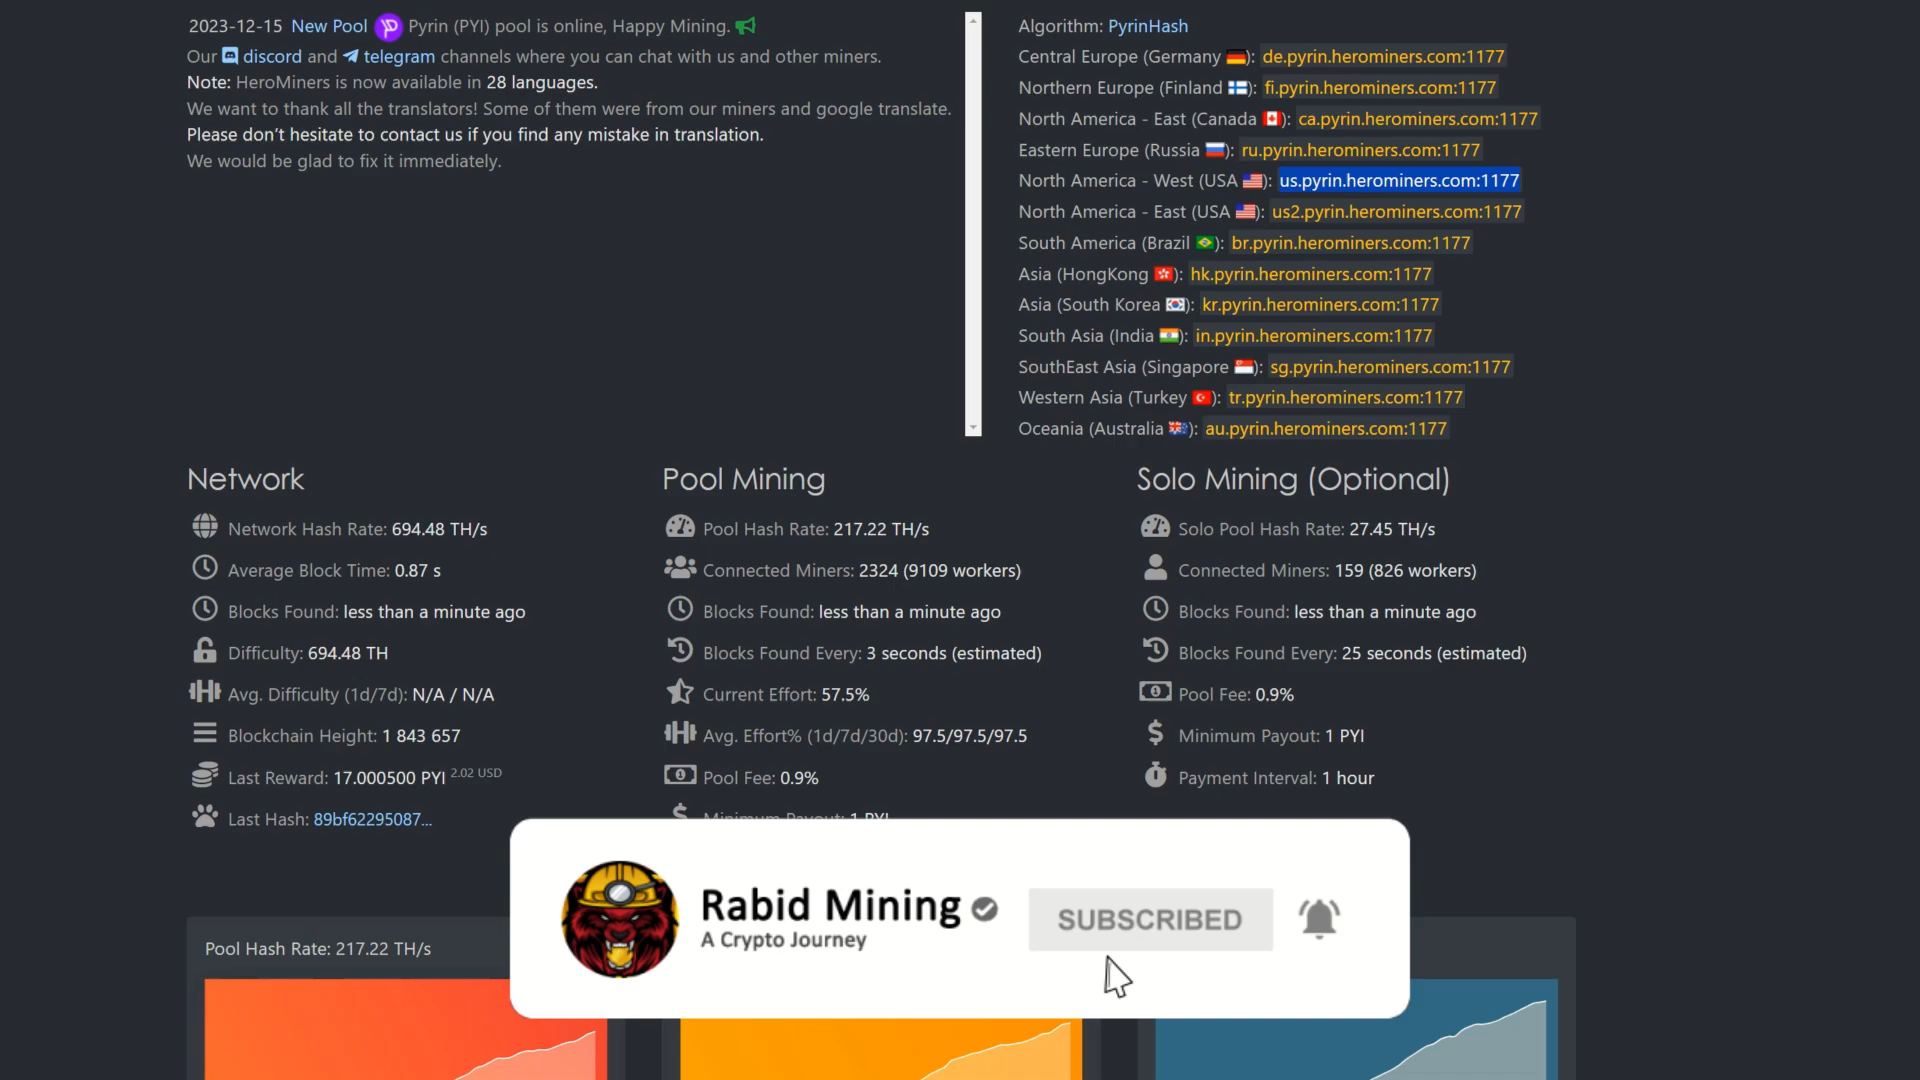 2023-12-15 New Pool Pyrin (PYI) pool is online, Happy Mining.
Our discord and telegram channels where you can chat with us and other miners.
Note: HeroMiners is now available in 28 languages.
We want to thank all the translators! Some of them were from our miners and google translate.
Please don't hesitate to contact us if you find any mistake in translation.
We would be glad to fix it immediately.
Algorithm: PyrinHash
Central Europe (Germany): de.pyrin.herominers.com:1177
Northern Europe (Finland): fi.pyrin.herominers.com:1177
North America - East (Canada): ca.pyrin.herominers.com:1177
Eastern Europe (Russia): ru.pyrin.herominers.com:1177
North America - West (USA): us.pyrin.herominers.com:1177
North America - East (USA): us2.pyrin.herominers.com:1177
South America (Brazil): br.pyrin.herominers.com:1177
Asia (HongKong): hk.pyrin.herominers.com:1177
Asia (South Korea): kr.pyrin.herominers.com:1177
South Asia (India): in.pyrin.herominers.com:1177
SouthEast Asia (Singapore): sg.pyrin.herominers.com:1177
Western Asia (Turkey): tr.pyrin.herominers.com:1177
Oceania (Australia): au.pyrin.herominers.com:1177
Network
Network Hash Rate: 694.48 TH/s
Average Block Time: 0.87 s
Blocks Found: less than a minute ago
Difficulty: 694.48 TH
Avg. Difficulty (1d/7d): N/A / N/A
Blockchain Height: 1 843 657
Last Reward: 17.000500 PYI 2.02 USD
Last Hash: 89bf62295087...
Pool Mining
Pool Hash Rate: 217.22 TH/s
Connected Miners: 2324 (9109 workers)
Blocks Found: less than a minute ago
Blocks Found Every: 3 seconds (estimated)
Current Effort: 57.5%
Avg. Effort% (1d/7d/30d): 97.5/97.5/97.5
Pool Fee: 0.9%
Minimum Payout: 1 PYI
Solo Mining (Optional)
Solo Pool Hash Rate: 27.45 TH/s
Connected Miners: 159 (826 workers)
Blocks Found: less than a minute ago
Blocks Found Every: 25 seconds (estimated)
Pool Fee: 0.9%
Minimum Payout: 1 PYI
Payment Interval: 1 hour
Pool Hash Rate: 217.22 TH/s
Rabid Mining
A Crypto Journey
SUBSCRIBED